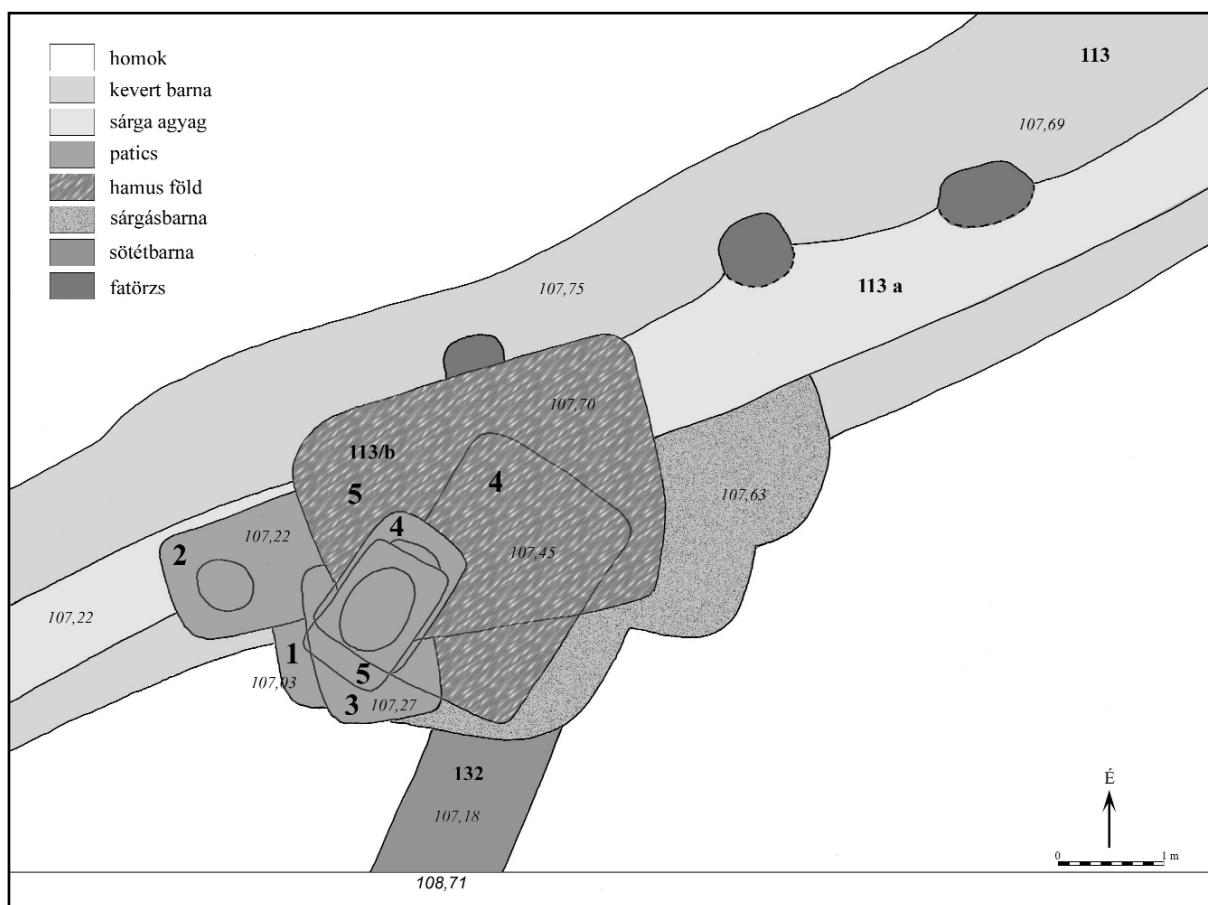 homok
kevert barna
sárga agyag
patics
hamus föld
sárgásbarna
sötétbarna
fatörzs
113
107,69
107,75
113 a
107,70
113/b
5
4
107,63
4
107,22
2
107,45
107,22
1
5
107,03
3
107,27
132
107,18
É
0
1 m
108,71